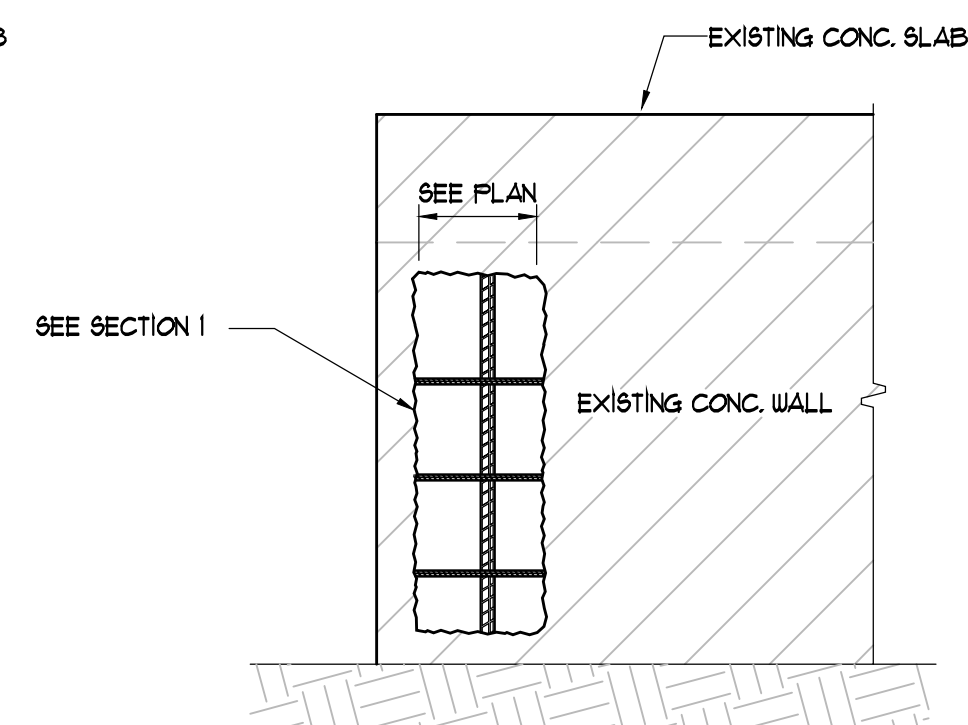 EXISTING CONC. SLAB
SEE PLAN
SEE SECTION 1
EXISTING CONC. WALL